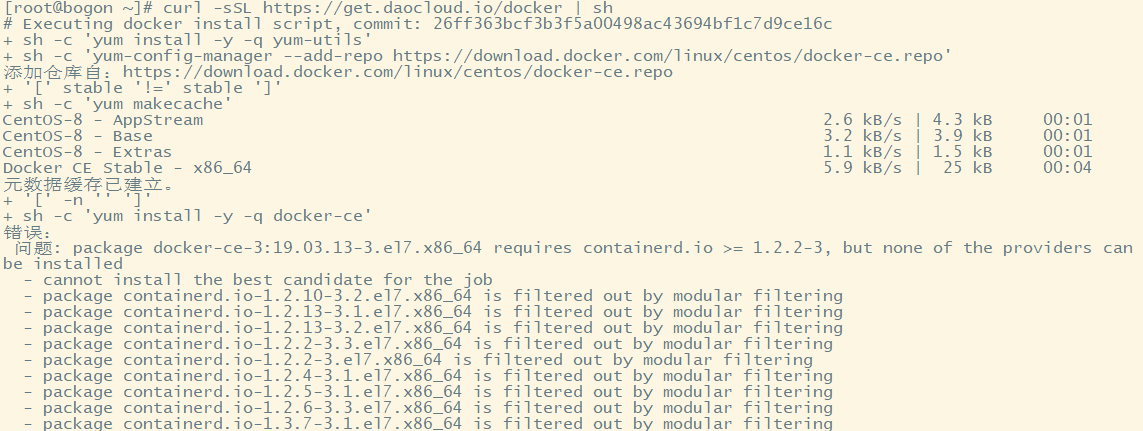 [root@bogon ~]# curl -sSL https://get.daocloud.io/docker | sh
# Executing docker install script, commit: 26ff363bcf3b3f5a00498ac43694bf1c7d9ce16c
+ sh -c 'yum install -y -q yum-utils'
+ sh -c 'yum-config-manager --add-repo https://download.docker.com/linux/centos/docker-ce.repo'
添加仓库自：https://download.docker.com/linux/centos/docker-ce.repo
+ '[' stable '!=' stable ']'
+ sh -c 'yum makecache'
CentOS-8 - AppStream 2.6 kB/s | 4.3 kB 00:01
CentOS-8 - Base 3.2 kB/s | 3.9 kB 00:01
CentOS-8 - Extras 1.1 kB/s | 1.5 kB 00:01
Docker CE Stable - x86_64 5.9 kB/s | 25 kB 00:04
元数据缓存已建立。
+ '[' -n '' ']'
+ sh -c 'yum install -y -q docker-ce'
错误：
问题: package docker-ce-3:19.03.13-3.el7.x86_64 requires containerd.io >= 1.2.2-3, but none of the providers can
be installed
- cannot install the best candidate for the job
- package containerd.io-1.2.10-3.2.el7.x86_64 is filtered out by modular filtering
- package containerd.io-1.2.13-3.1.el7.x86_64 is filtered out by modular filtering
- package containerd.io-1.2.13-3.2.el7.x86_64 is filtered out by modular filtering
- package containerd.io-1.2.2-3.3.el7.x86_64 is filtered out by modular filtering
- package containerd.io-1.2.2-3.el7.x86_64 is filtered out by modular filtering
- package containerd.io-1.2.4-3.1.el7.x86_64 is filtered out by modular filtering
- package containerd.io-1.2.5-3.1.el7.x86_64 is filtered out by modular filtering
- package containerd.io-1.2.6-3.3.el7.x86_64 is filtered out by modular filtering
- package containerd.io-1.3.7-3.1.el7.x86_64 is filtered out by modular filtering